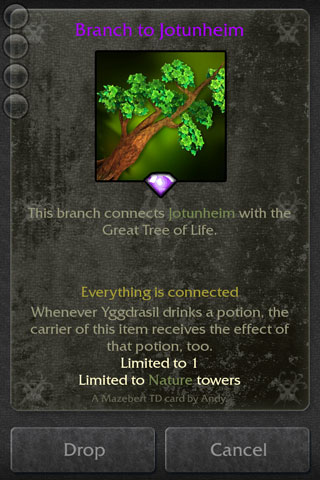 Branch to Jotunheim
This branch connects Jotunheim with the
Great Tree of Life.
Everything is connected
Whenever Yggdrasil drinks a potion, the
carrier of this item receives the effect of
that potion, too.
Limited to 1
Limited to Nature towers
A Mazebert TD card by Andy
Drop
Cancel